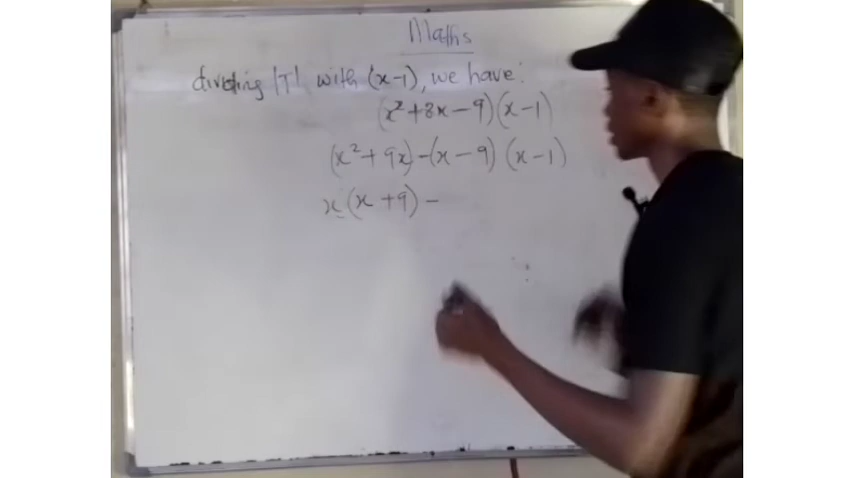 Maths
dividing |T| with (x-1), we have:
(x²+8x-9)(x-1)
(x²+9x)-(x-9)(x-1)
x(x+9)-